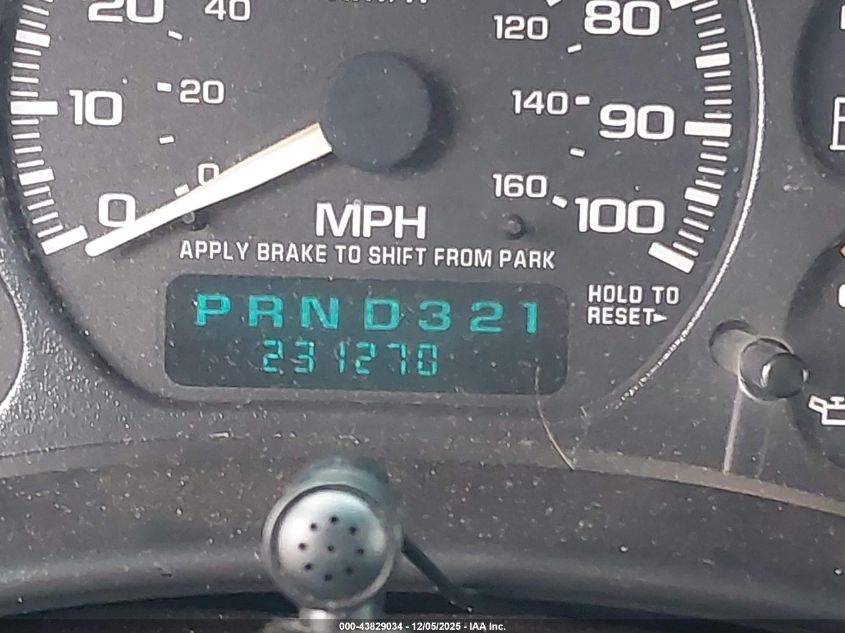 20 40
120 80
10 20
140 90
0 0
160 100
MPH
APPLY BRAKE TO SHIFT FROM PARK
HOLD TO
RESET
PRND321
231270
000-43829034 - 12/05/2025 - IAA Inc.